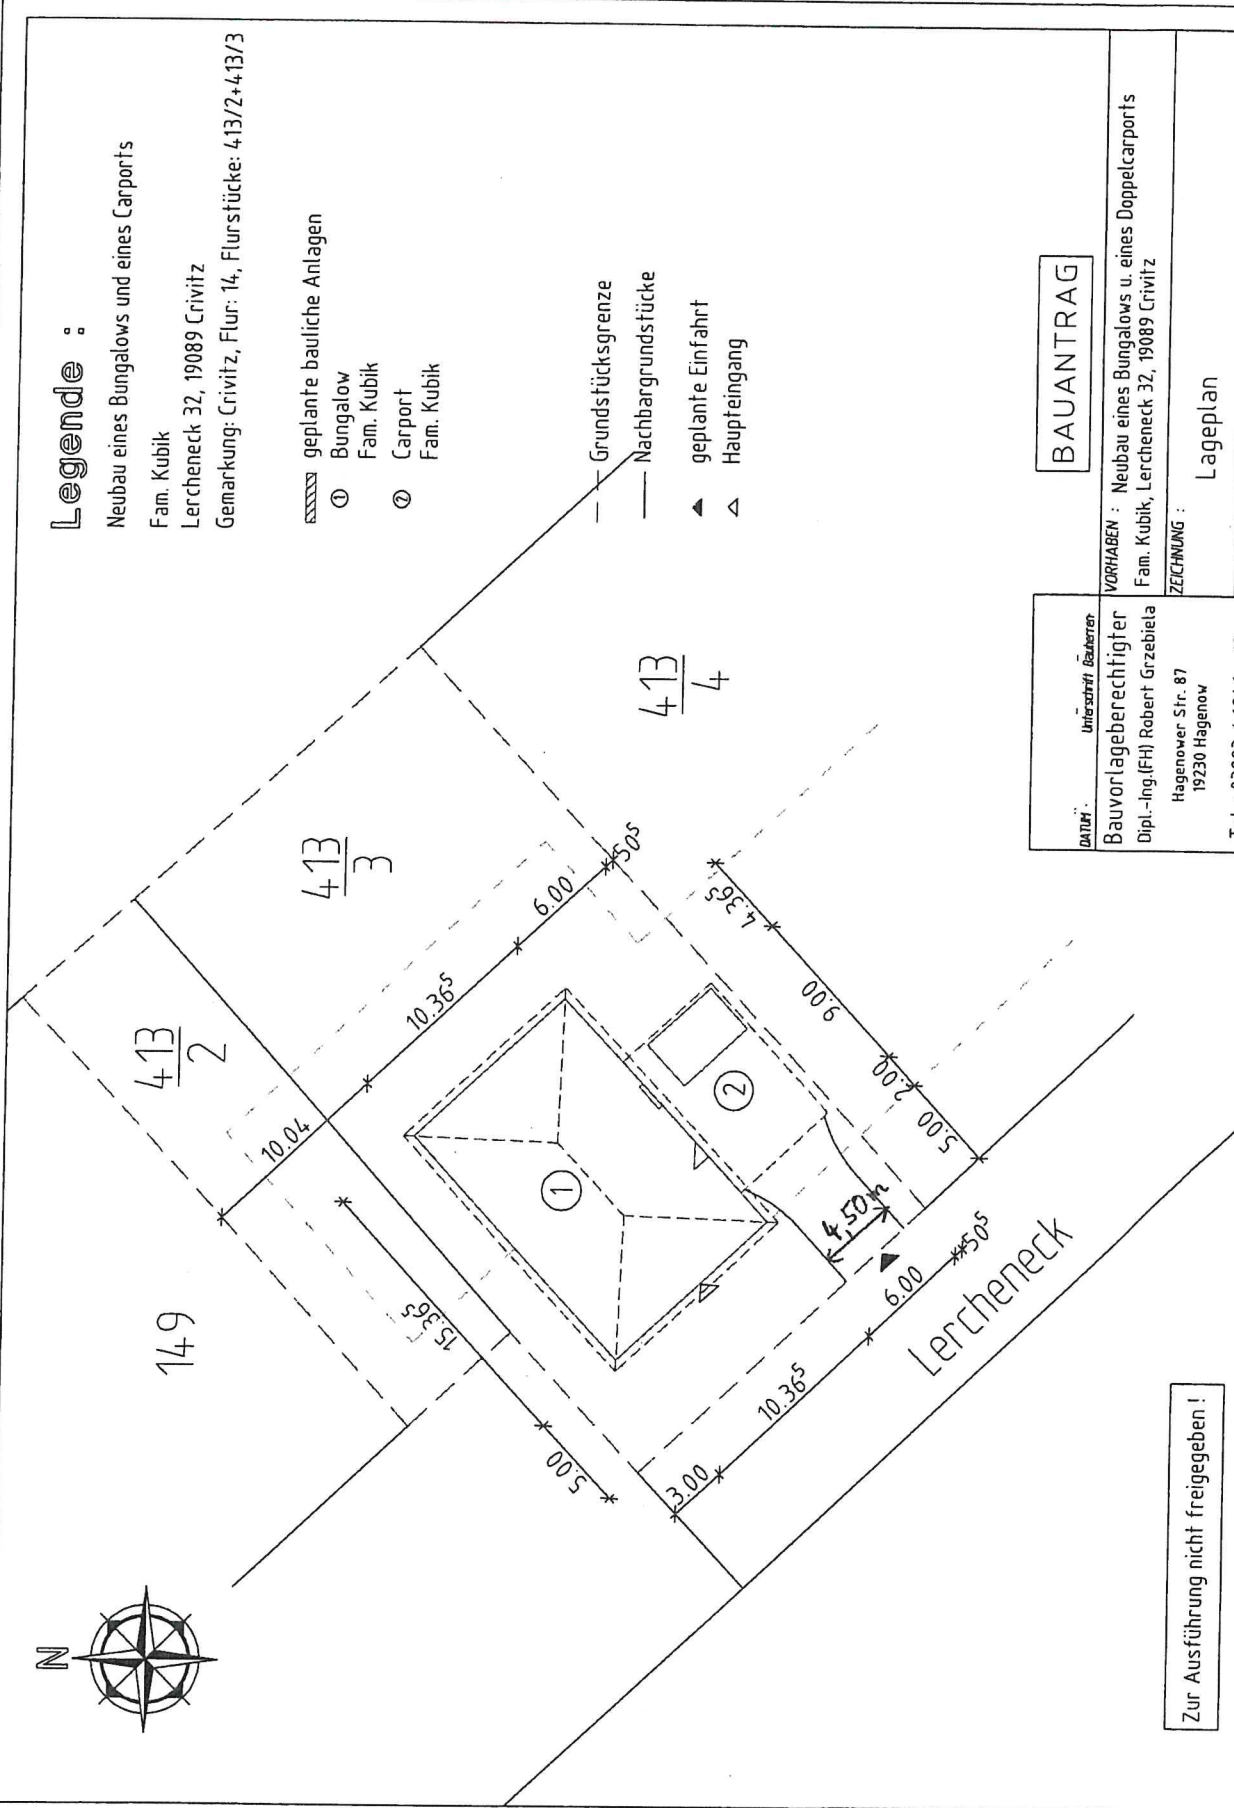 Legende :
Neubau eines Bungalows und eines Carports
Fam. Kubik
Lercheneck 32, 19089 Crivitz
Gemarkung: Crivitz, Flur: 14, Flurstücke: 413/2+413/3
geplante bauliche Anlagen
① Bungalow
Fam. Kubik
② Carport
Fam. Kubik
Grundstücksgrenze
Nachbargrundstücke
geplante Einfahrt
Haupteingang
N
149
413
2
413
3
413
4
10.04
10.36⁵
6.00
50⁵
15.36⁵
5.00
①
②
4.36⁵
9.00
2.00
5.00
4,50m
3.00
10.36⁵
6.00
50⁵
Lercheneck
BAUANTRAG
DATUM: Unterschrift Bauherren
Bauvorlageberechtigter
Dipl.-Ing.(FH) Robert Grzebiela
Hagenower Str. 87
19230 Hagenow
VORHABEN : Neubau eines Bungalows u. eines Doppelcarports
Fam. Kubik, Lercheneck 32, 19089 Crivitz
ZEICHNUNG :
Lageplan
Zur Ausführung nicht freigegeben !